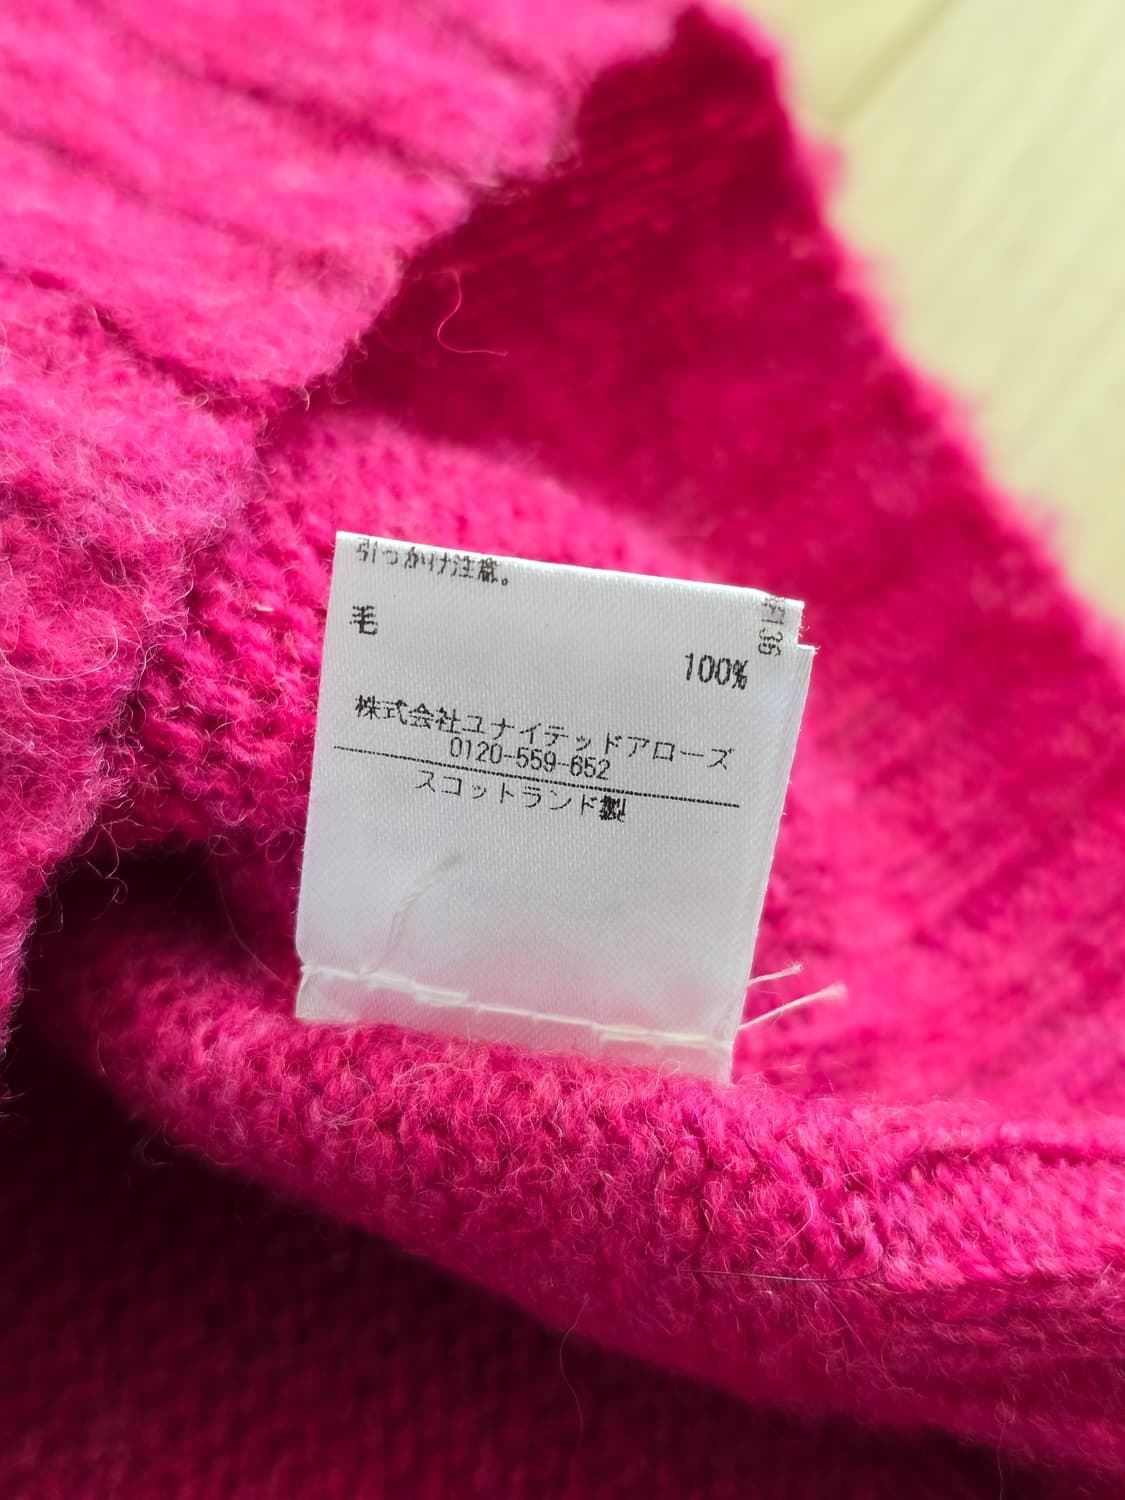 引っかけ注意。
毛
100%
株式会社ユナイテッドアローズ
0120-559-652
スコットランド製
36